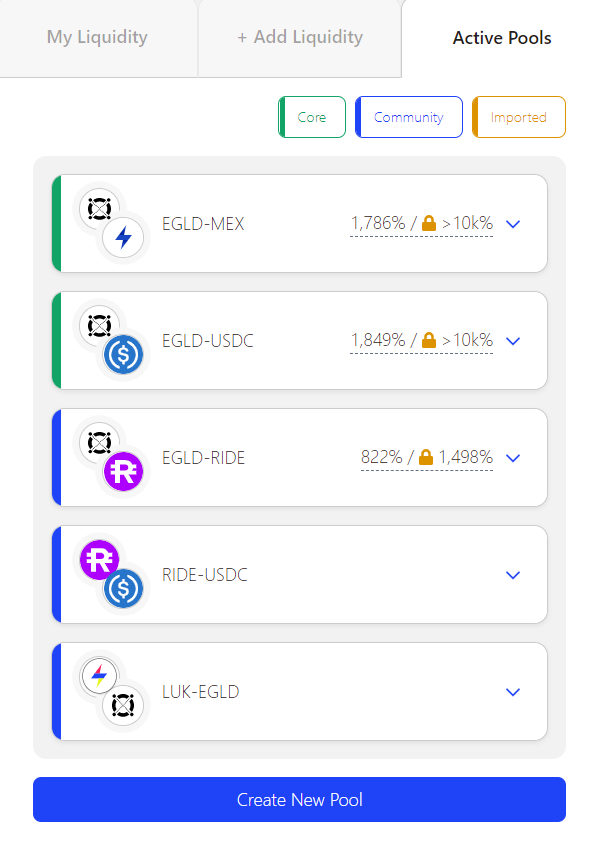 My Liquidity
+ Add Liquidity
Active Pools
Core
Community
Imported
EGLD-MEX
1,786% / >10k%
EGLD-USDC
1,849% / >10k%
EGLD-RIDE
822% / 1,498%
RIDE-USDC
LUK-EGLD
Create New Pool